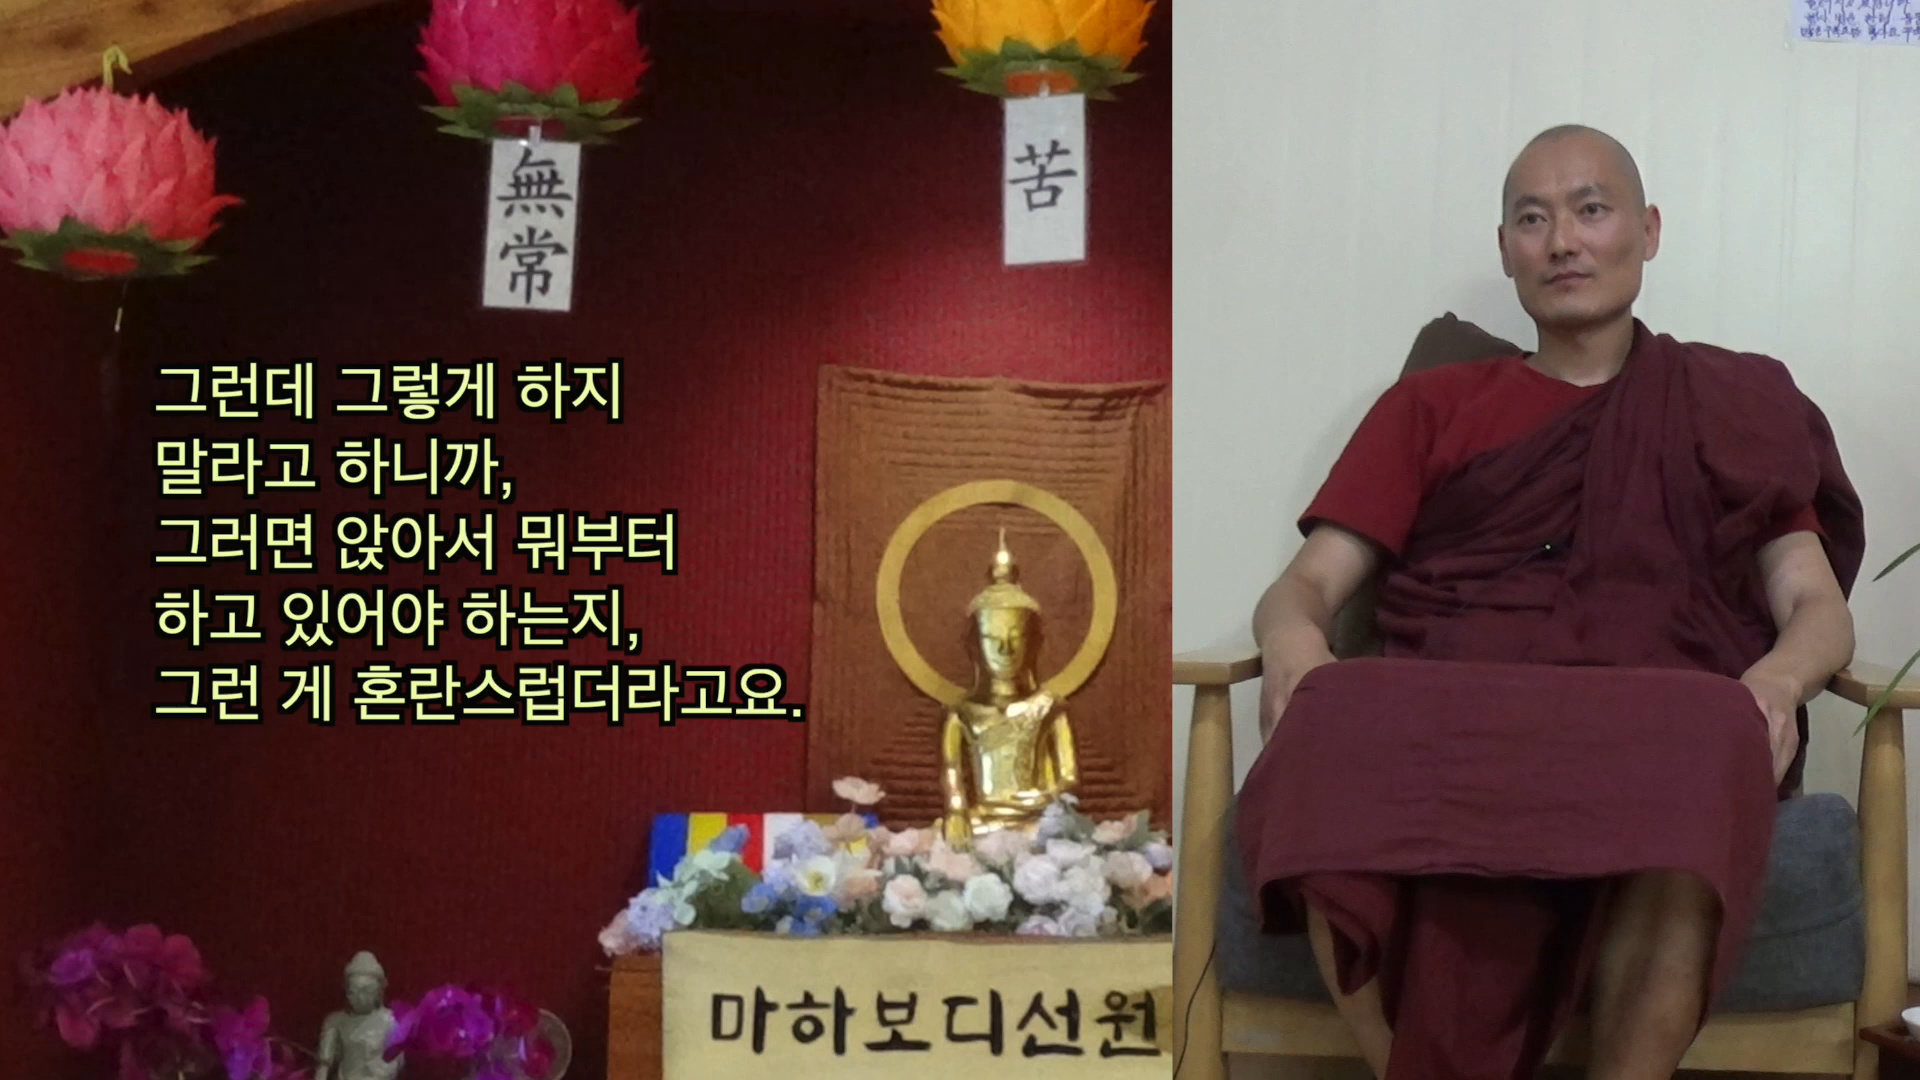 無常
苦
그런데 그렇게 하지
말라고 하니까,
그러면 앉아서 뭐부터
하고 있어야 하는지,
그런 게 혼란스럽더라고요.
마하보디선원